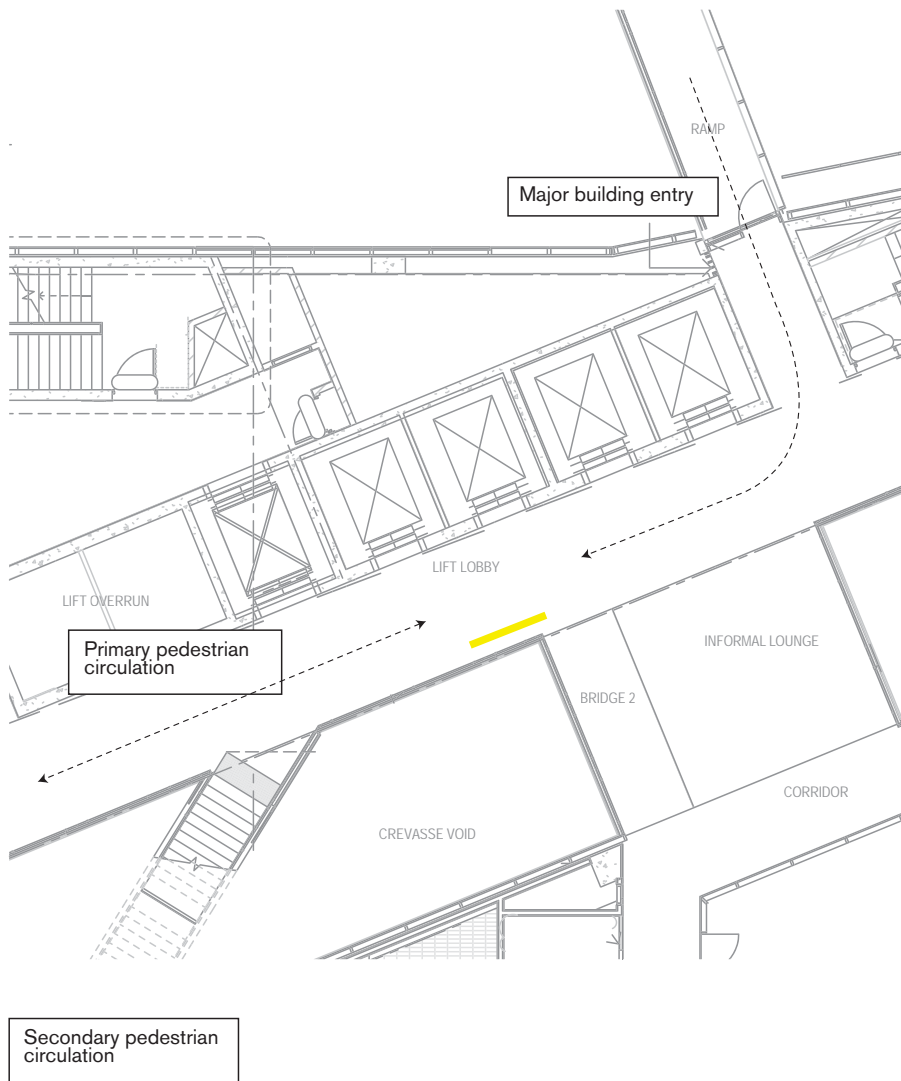 RAMP
Major building entry
LIFT LOBBY
LIFT OVERRUN
Primary pedestrian
circulation
INFORMAL LOUNGE
BRIDGE 2
CORRIDOR
CREVASSE VOID
Secondary pedestrian
circulation